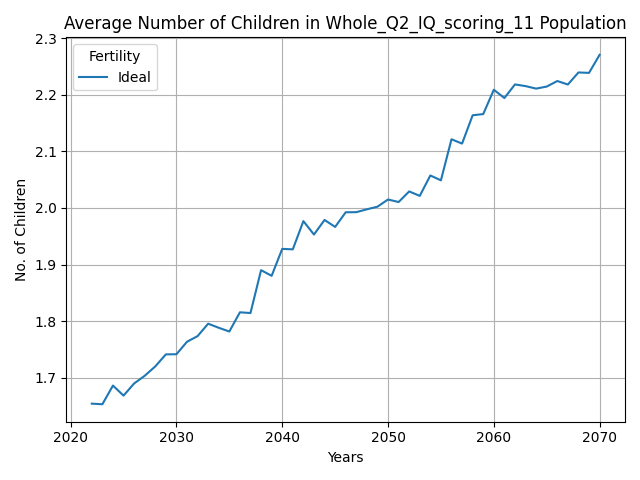 Average Number of Children in Whole_Q2_IQ_scoring_11 Population
Fertility
Ideal
No. of Children
2.3
2.2
2.1
2.0
1.9
1.8
1.7
2020 2030 2040 2050 2060 2070
Years